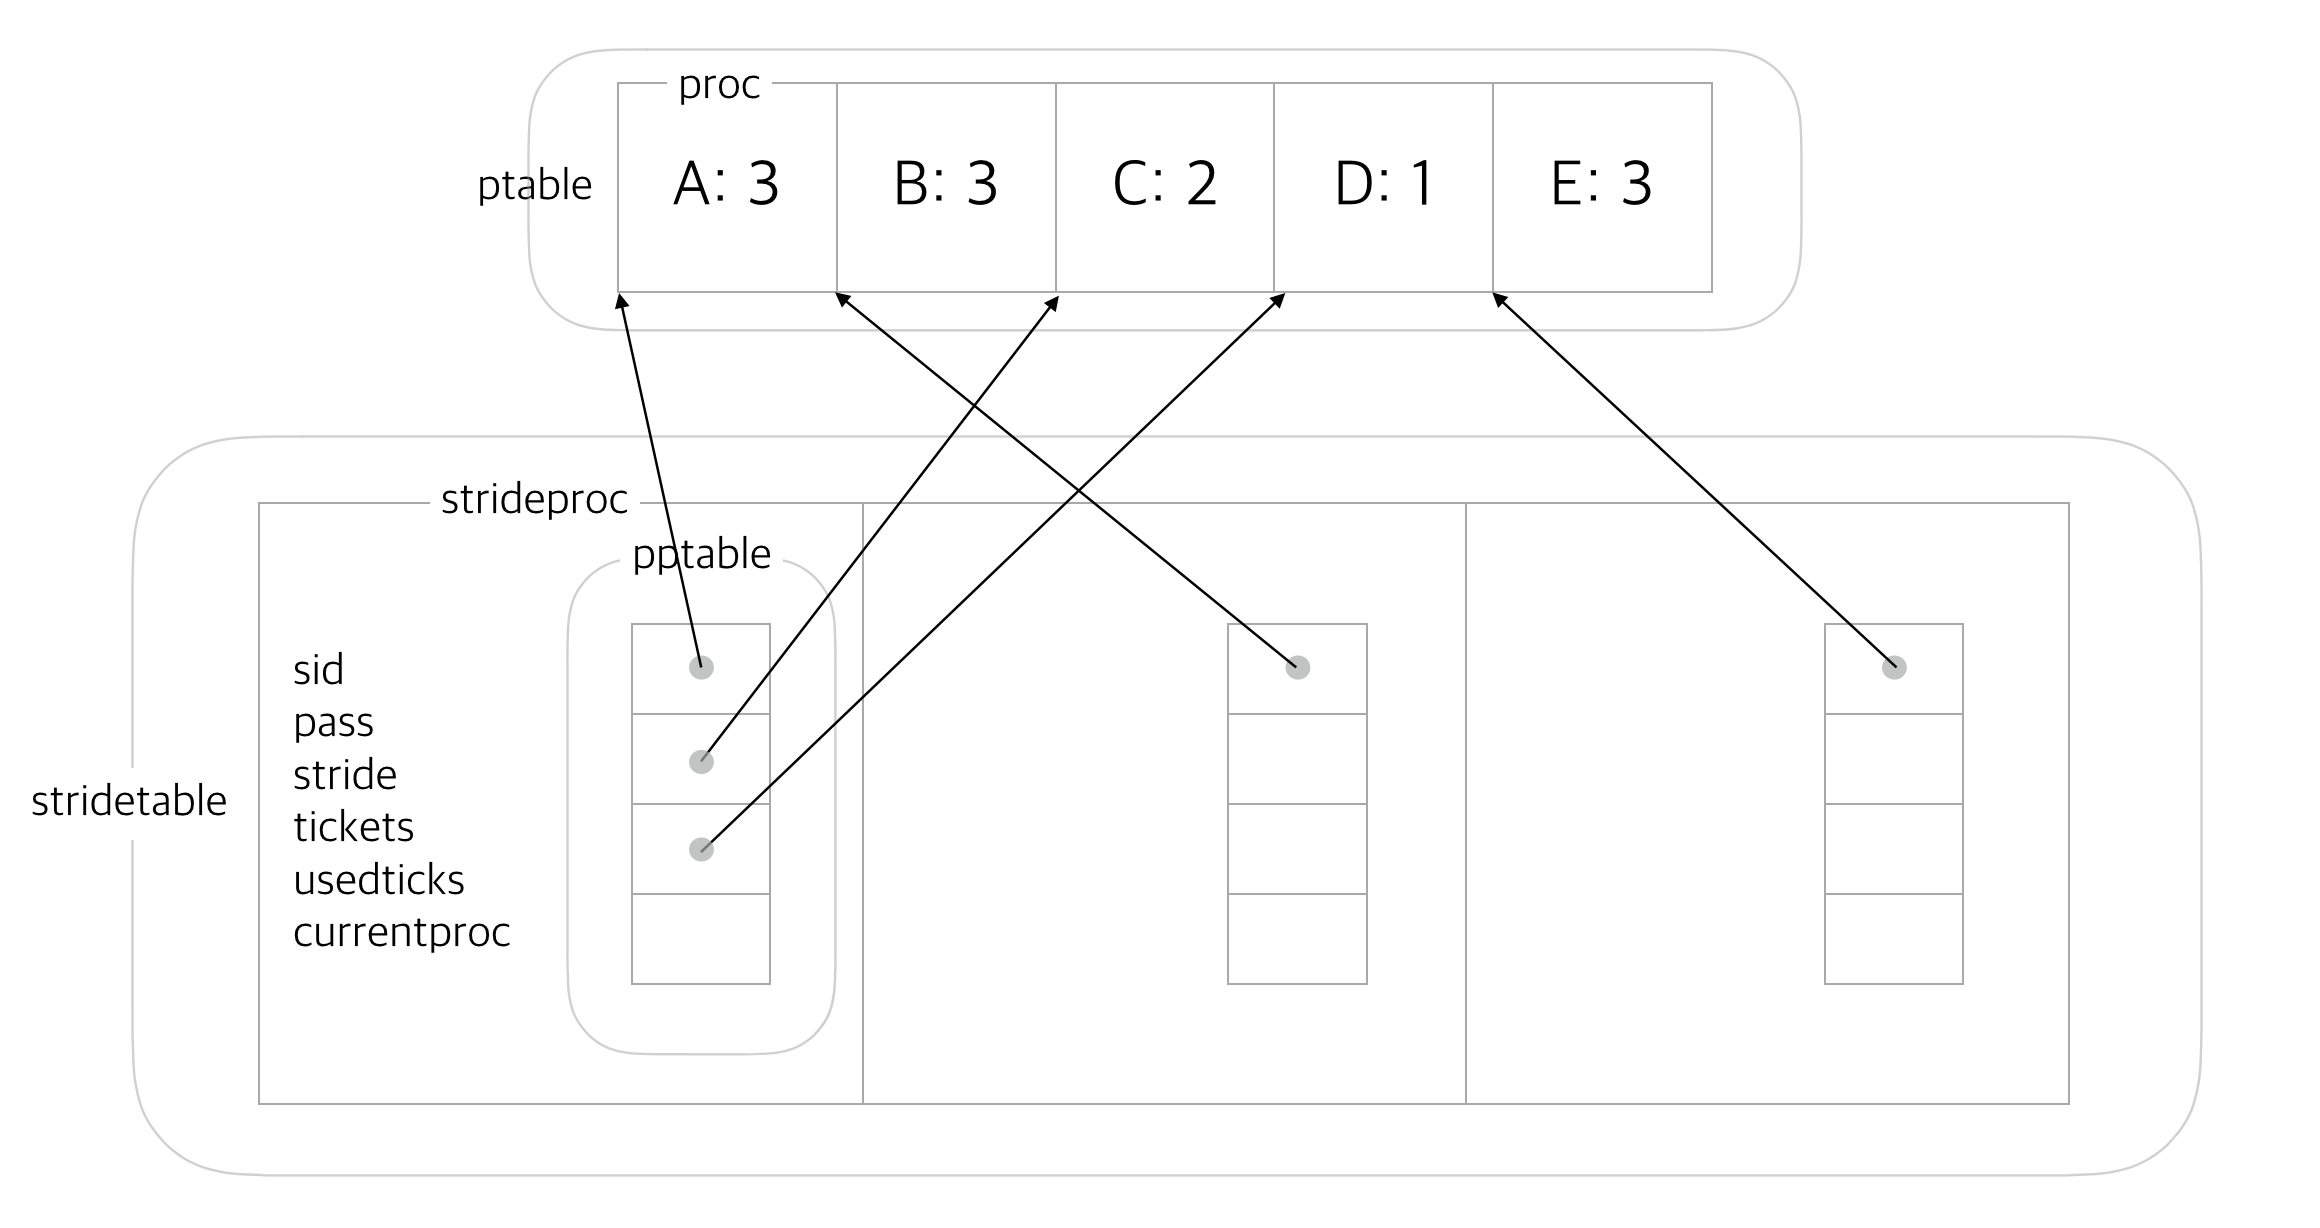 proc
ptable
A: 3
B: 3
C: 2
D: 1
E: 3
strideproc
pptable
sid
pass
stride
tickets
usedticks
currentproc
stridetable